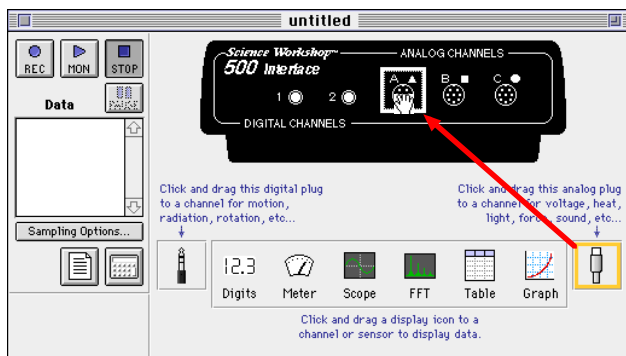 untitled
REC MON STOP
Data
PAUSE
Sampling Options...
Science Workshop™
500 Interface
ANALOG CHANNELS
A B C
1 2
DIGITAL CHANNELS
Click and drag this digital plug
to a channel for motion,
radiation, rotation, etc...
Click and drag this analog plug
to a channel for voltage, heat,
light, force, sound, etc...
12.3
Digits Meter Scope FFT Table Graph
Click and drag a display icon to a
channel or sensor to display data.